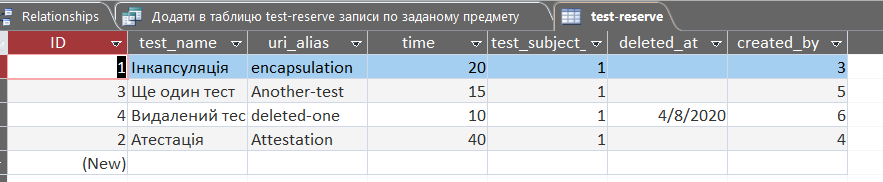 Relationships Додати в таблицю test-reserve записи по заданому предмету test-reserve
ID test_name uri_alias time test_subject_ deleted_at created_by
1 Інкапсуляція encapsulation 20 1 3
3 Ще один тест Another-test 15 1 5
4 Видалений тес deleted-one 10 1 4/8/2020 6
2 Атестація Attestation 40 1 4
(New)